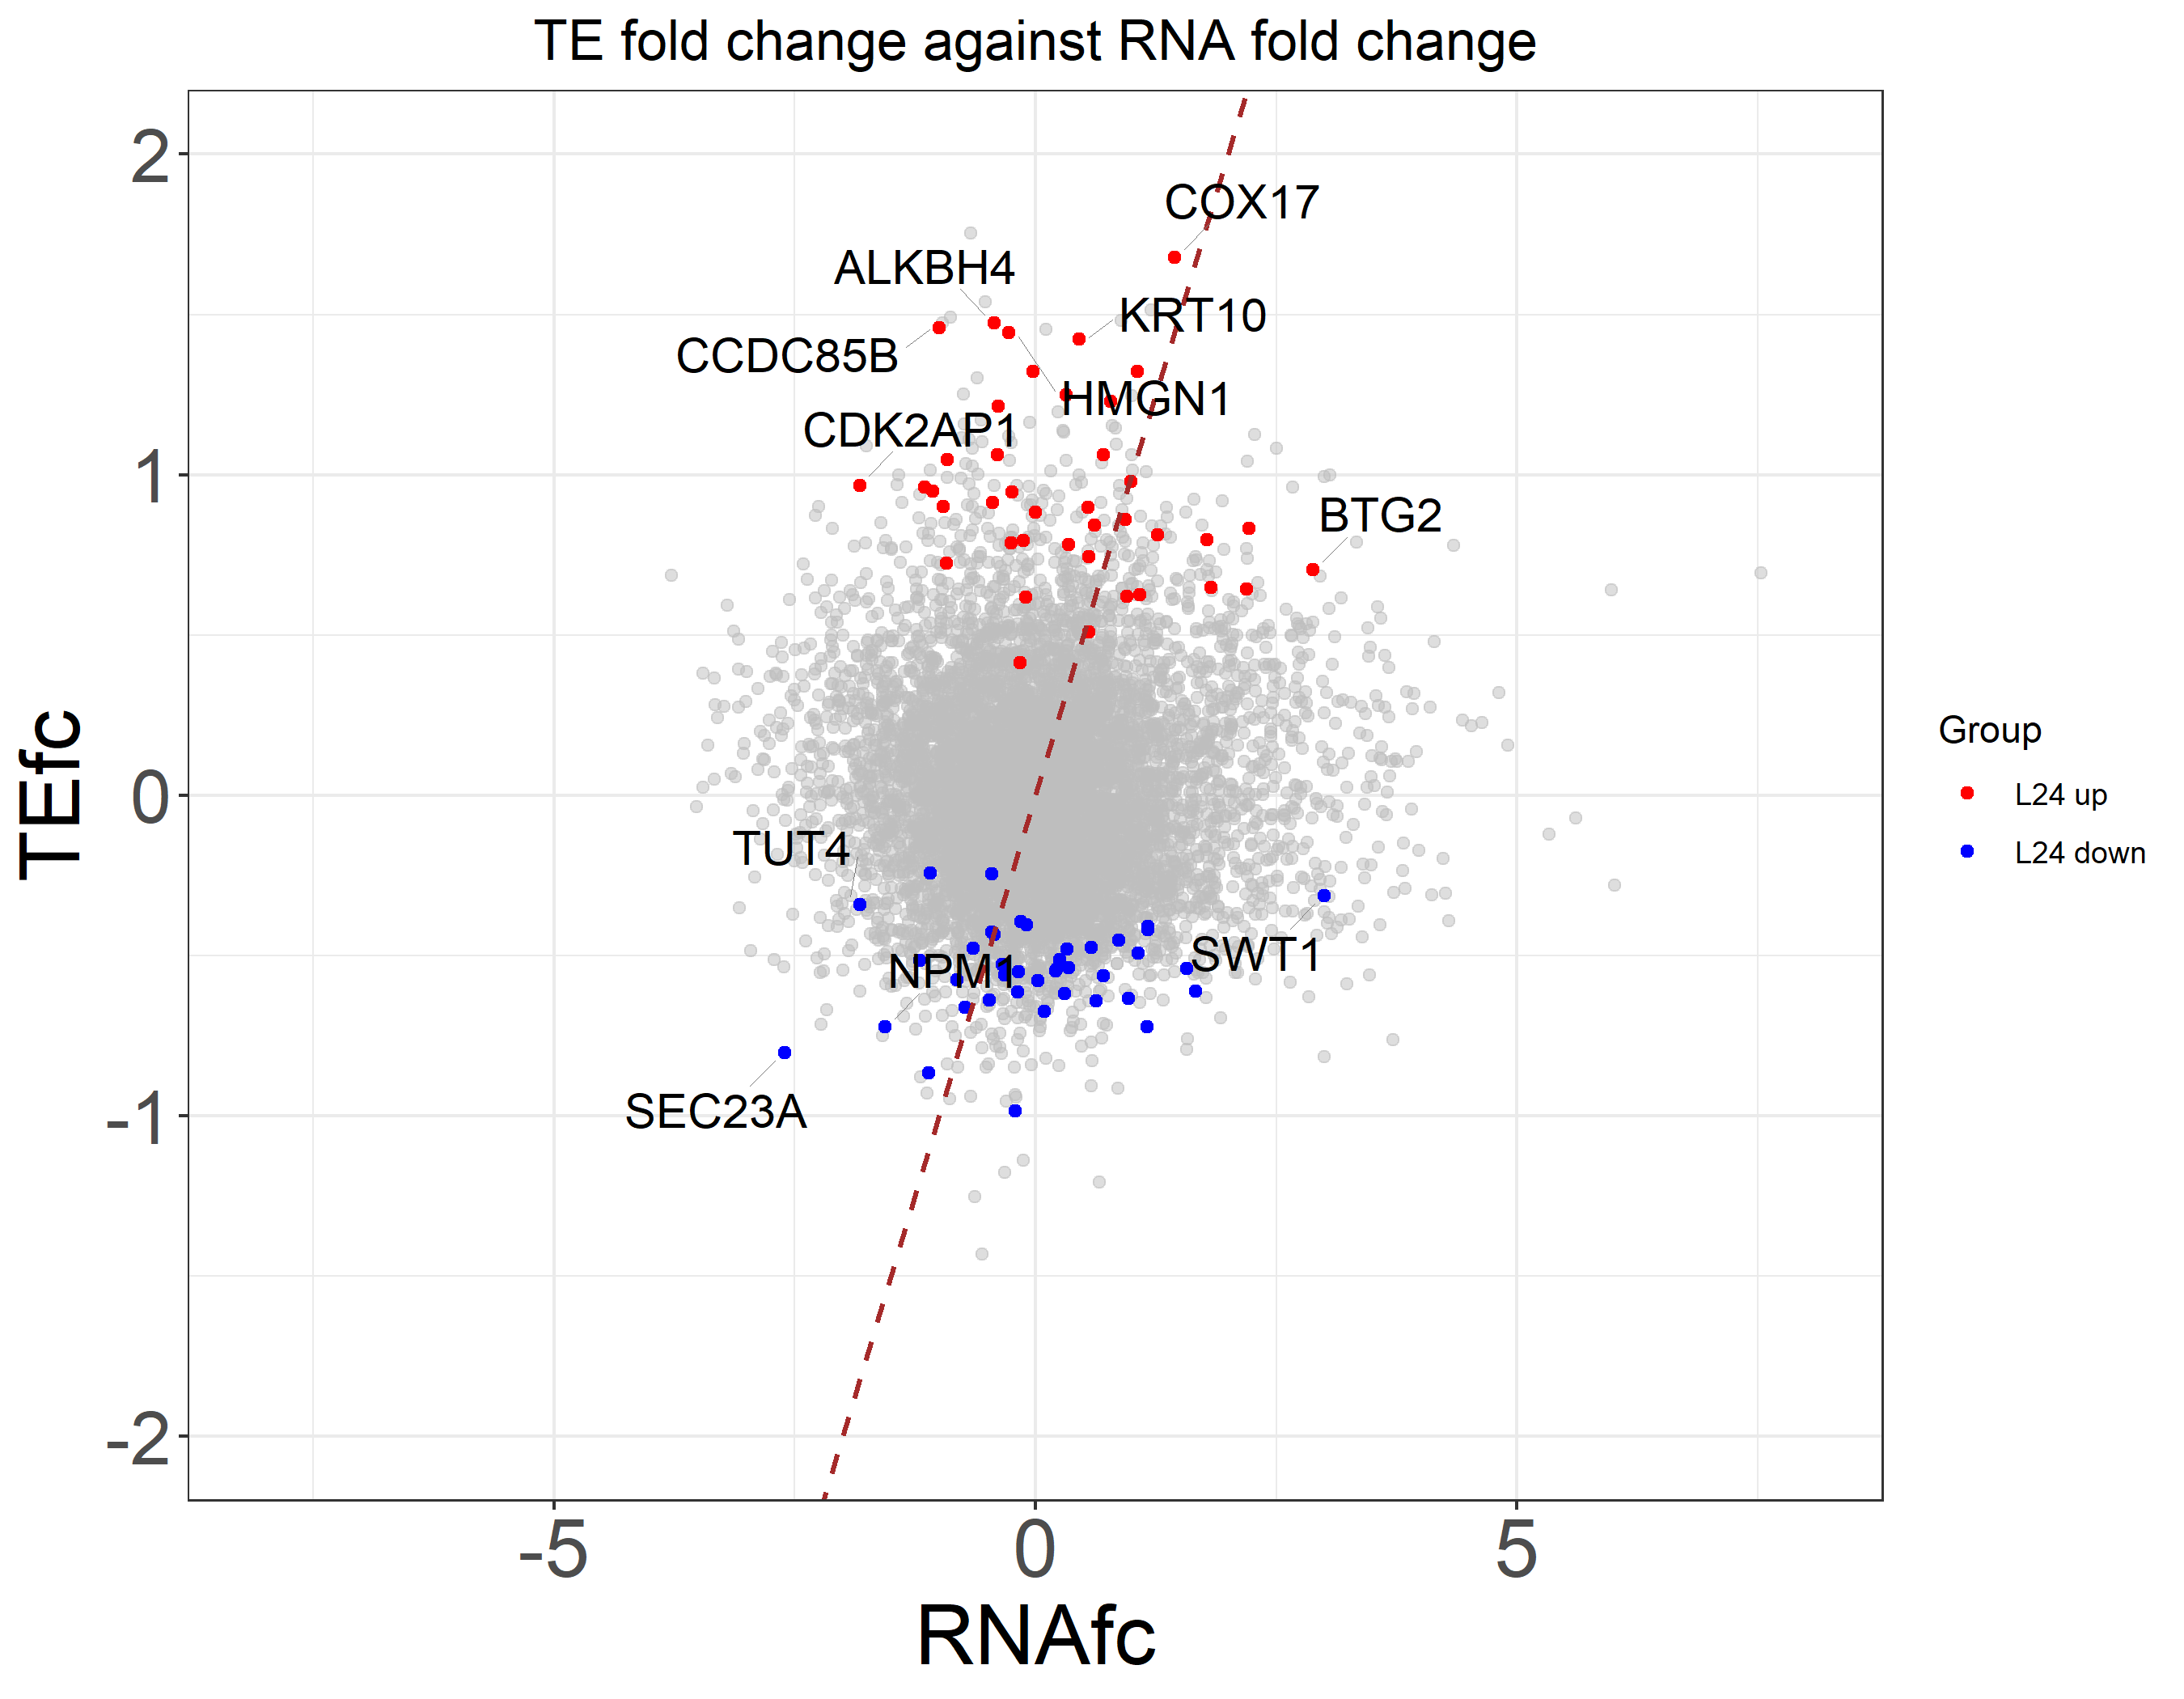 TE fold change against RNA fold change
2
1
0
-1
-2
TEfc
COX17
ALKBH4
KRT10
CCDC85B
HMGN1
CDK2AP1
BTG2
TUT4
SWT1
NPM1
SEC23A
-5
0
5
RNAfc
Group
L24 up
L24 down